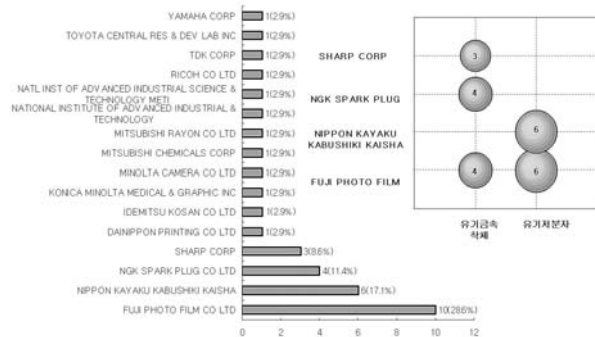 YAMAHA CORP 1(2.9%)
TOYOTA CENTRAL RES & DEV LAB INC 1(2.9%)
TDK CORP 1(2.9%)
RICOH CO LTD 1(2.9%)
NATL INST OF ADVANCED INDUSTRIAL SCIENCE &
TECHNOLOGY METI 1(2.9%)
NATIONAL INSTITUTE OF ADVANCED INDUSTRIAL &
TECHNOLOGY 1(2.9%)
MITSUBISHI RAYON CO LTD 1(2.9%)
MITSUBISHI CHEMICALS CORP 1(2.9%)
MINOLTA CAMERA CO LTD 1(2.9%)
KONICA MINOLTA MEDICAL & GRAPHIC INC 1(2.9%)
IDEMITSU KOSAN CO LTD 1(2.9%)
DAINIPPON PRINTING CO LTD 1(2.9%)
SHARP CORP 3(8.6%)
NGK SPARK PLUG CO LTD 4(11.4%)
NIPPON KAYAKU KABUSHIKI KAISHA 6(17.1%)
FUJI PHOTO FILM CO LTD 10(28.6%)
0 2 4 6 8 10 12
SHARP CORP 3
NGK SPARK PLUG 4
NIPPON KAYAKU
KABUSHIKI KAISHA 6
FUJI PHOTO FILM 4 6
유기금속
착체
유기저분자